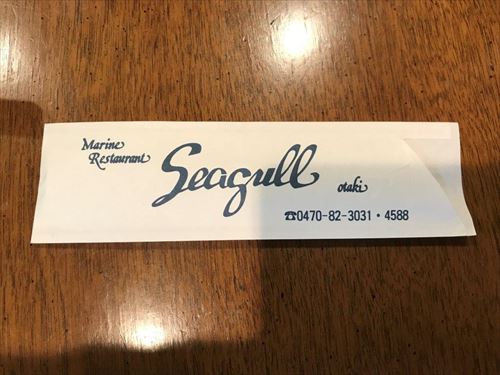 Marine
Restaurant
Seagull
otaki
☎0470-82-3031・4588